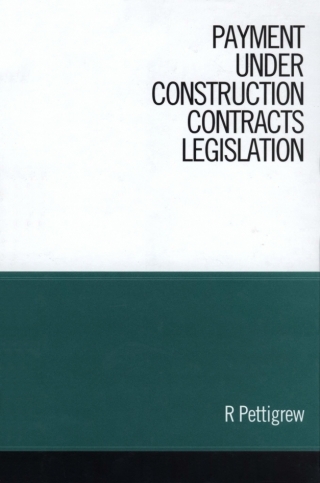 PAYMENT
UNDER
CONSTRUCTION
CONTRACTS
LEGISLATION
R Pettigrew